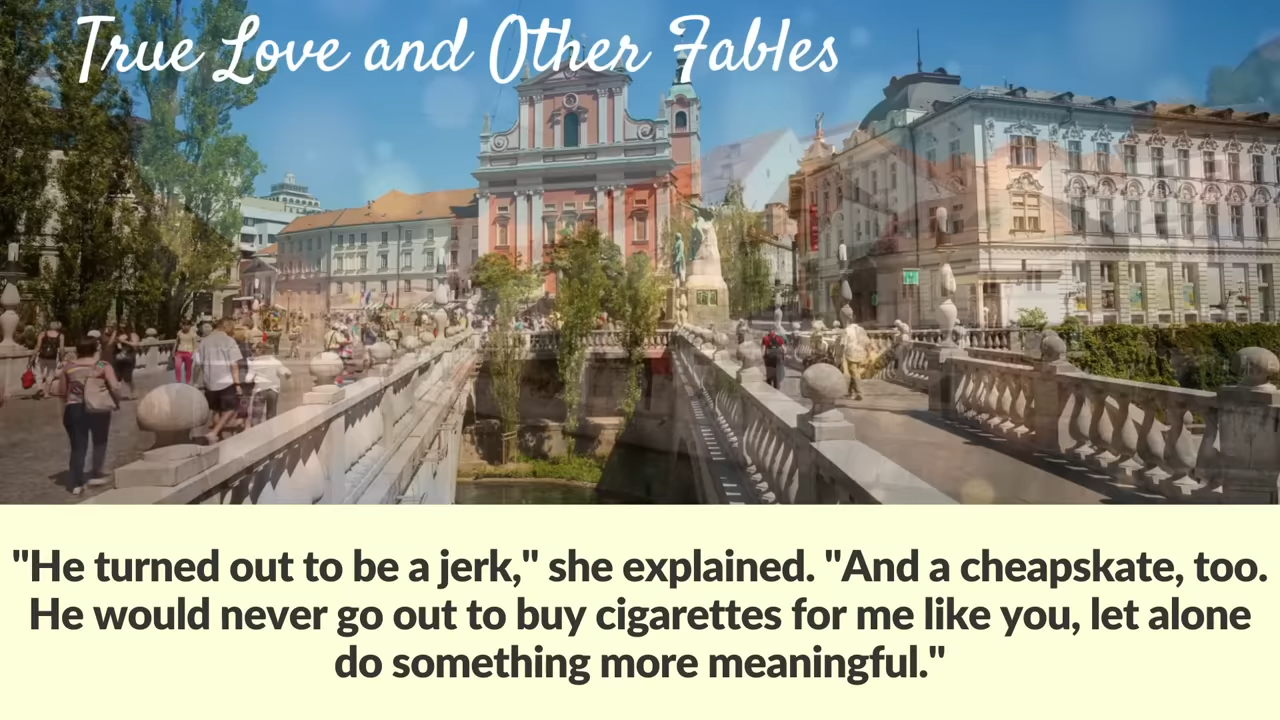 True Love and Other Fables
"He turned out to be a jerk," she explained. "And a cheapskate, too.
He would never go out to buy cigarettes for me like you, let alone
do something more meaningful."